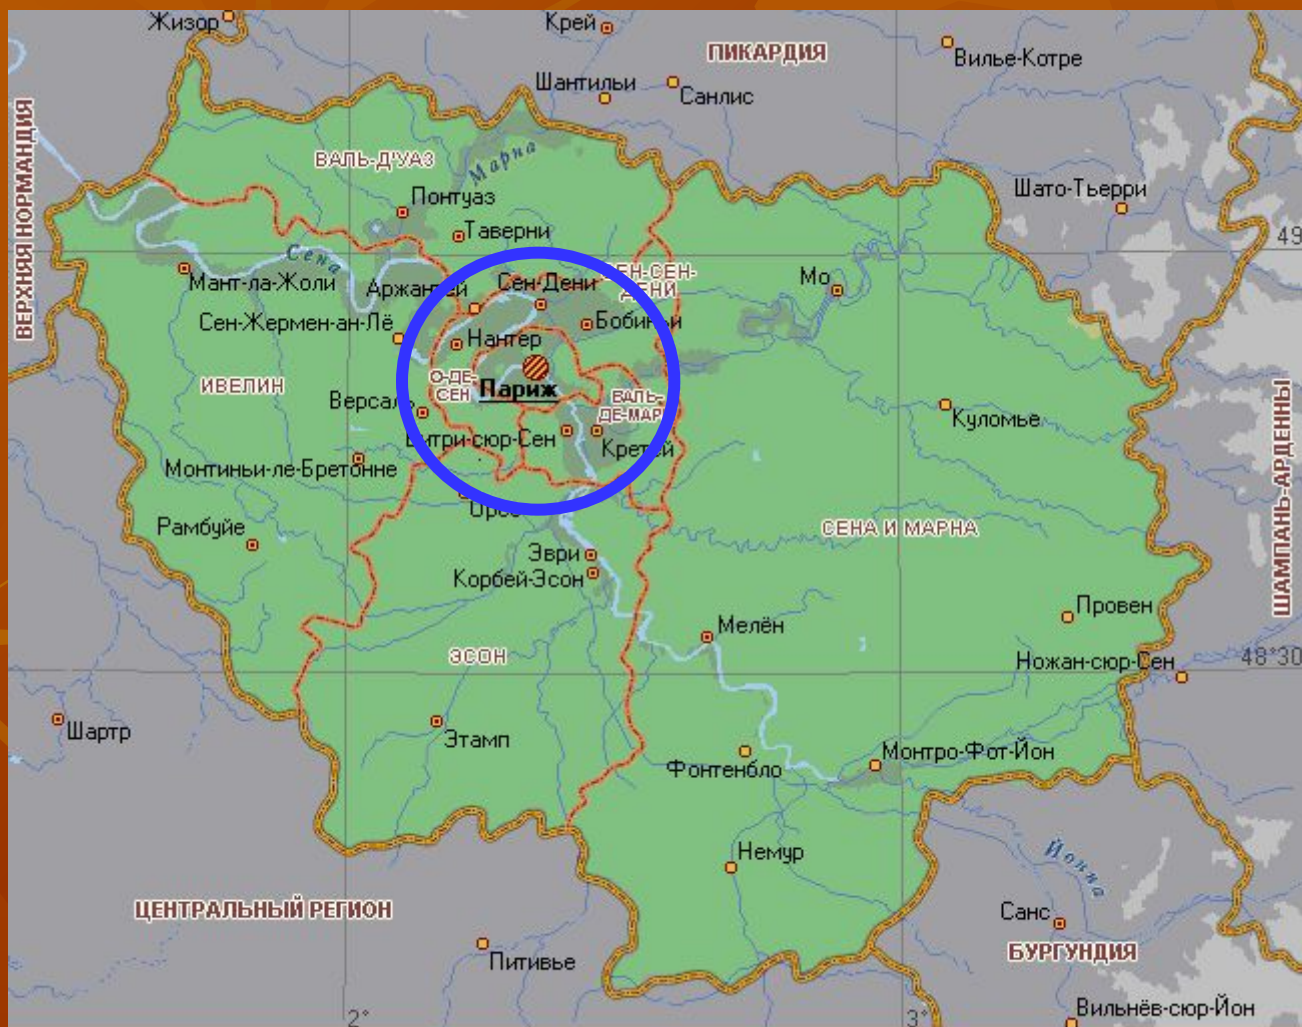 Жизор
Крей
ПИКАРДИЯ
Вилье-Котре
Шантильи
Санлис
ВЕРХНЯЯ НОРМАНДИЯ
ВАЛЬ-Д'УАЗ
Марна
Понтуаз
Шато-Тьерри
Таверни
49
Сена
Мант-ла-Жоли
Аржантей
Сен-Дени
ЕН-СЕН-
ДЕНИ
Мо
Сен-Жермен-ан-Лё
Бобиньи
Нантер
ИВЕЛИН
О-ДЕ-
СЕН
Париж
ВАЛЬ-
ДЕ-МАР
Версаль
Куломье
ШАМПАНЬ-АРДЕННЫ
Витри-сюр-Сен
Кретей
Монтиньи-ле-Бретонне
Орсе
Рамбуйе
СЕНА И МАРНА
Эври
Корбей-Эсон
Провен
Мелён
ЭСОН
Ножан-сюр-Сен
48°30
Шартр
Этамп
Фонтенбло
Монтро-Фот-Йон
Немур
Йонна
ЦЕНТРАЛЬНЫЙ РЕГИОН
Санс
БУРГУНДИЯ
Питивье
Вильнёв-сюр-Йон
2°
3°